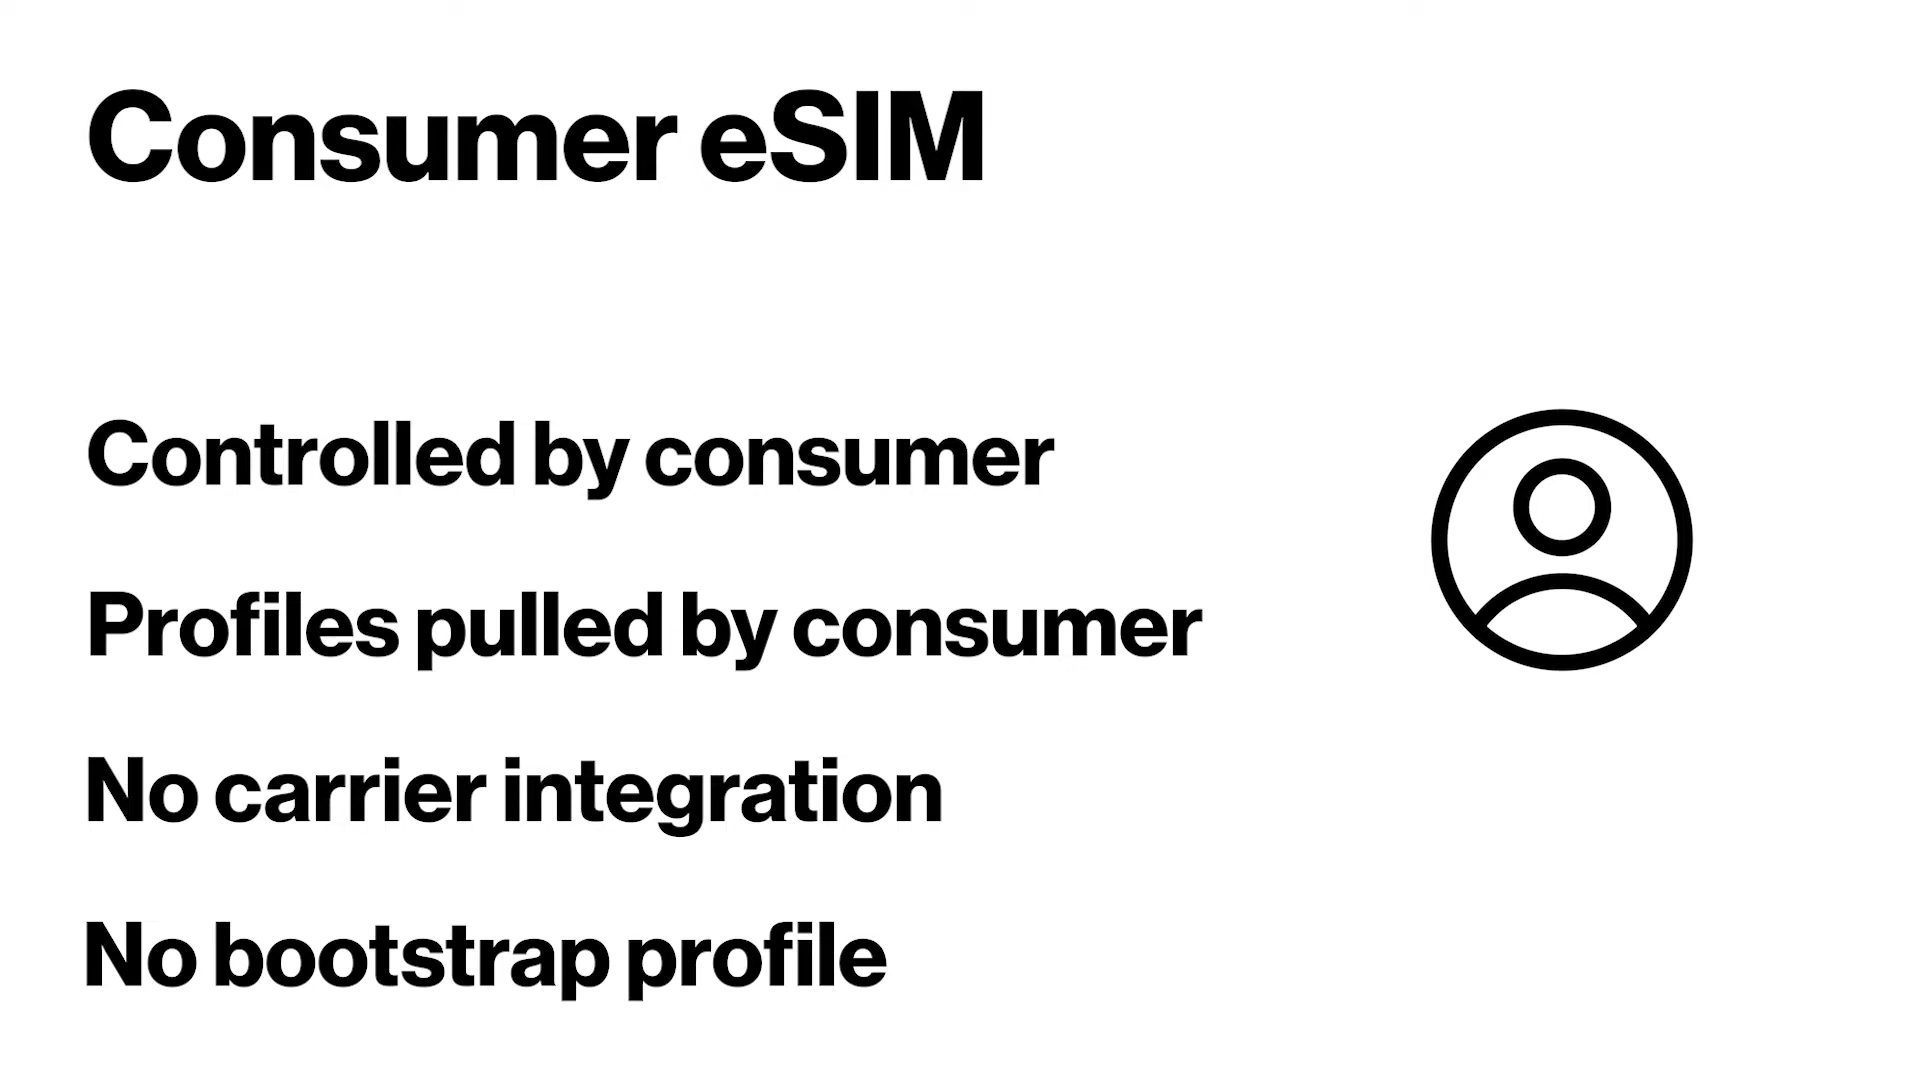 Consumer eSIM
Controlled by consumer
Profiles pulled by consumer
No carrier integration
No bootstrap profile